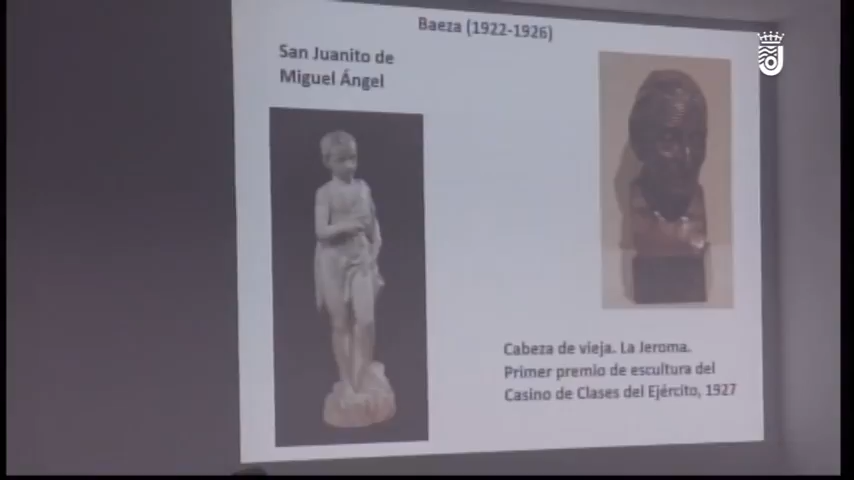 Baeza (1922-1926)
San Juanito de
Miguel Ángel
Cabeza de vieja. La Jeroma.
Primer premio de escultura del
Casino de Clases del Ejército, 1927